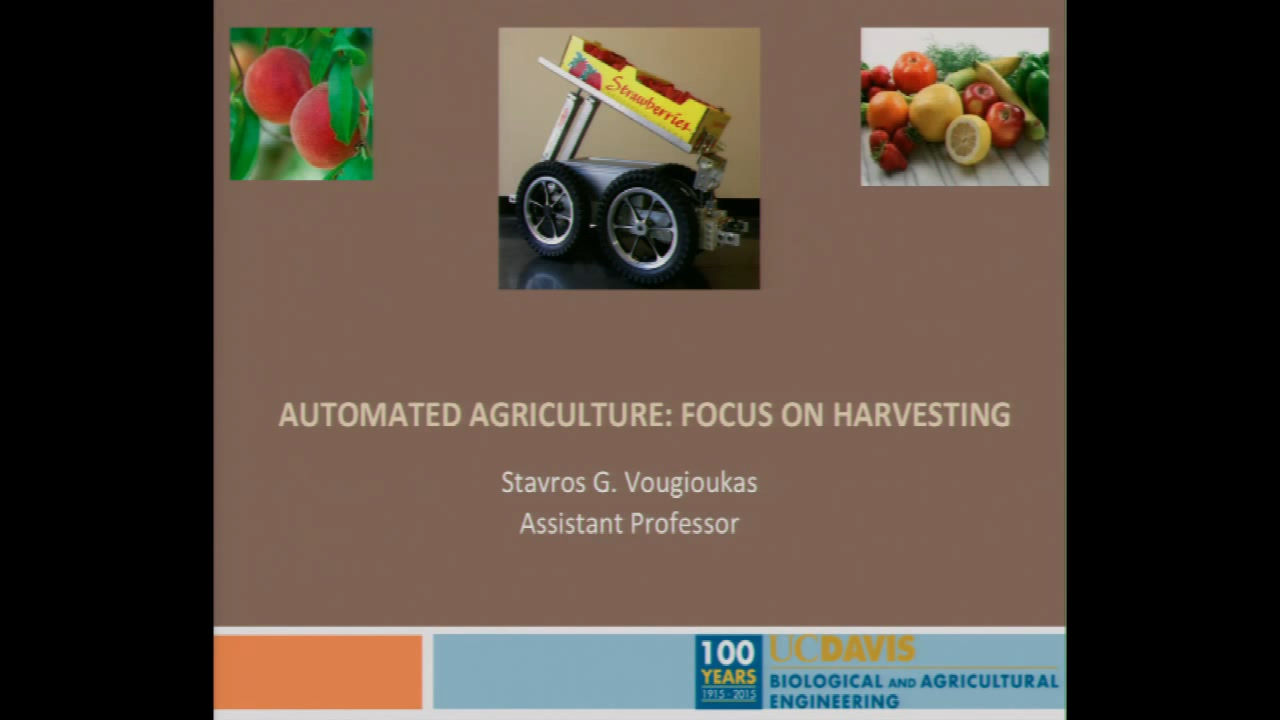 Strawberries
AUTOMATED AGRICULTURE: FOCUS ON HARVESTING
Stavros G. Vougioukas
Assistant Professor
100
YEARS
1915 - 2015
UCDAVIS
BIOLOGICAL AND AGRICULTURAL
ENGINEERING